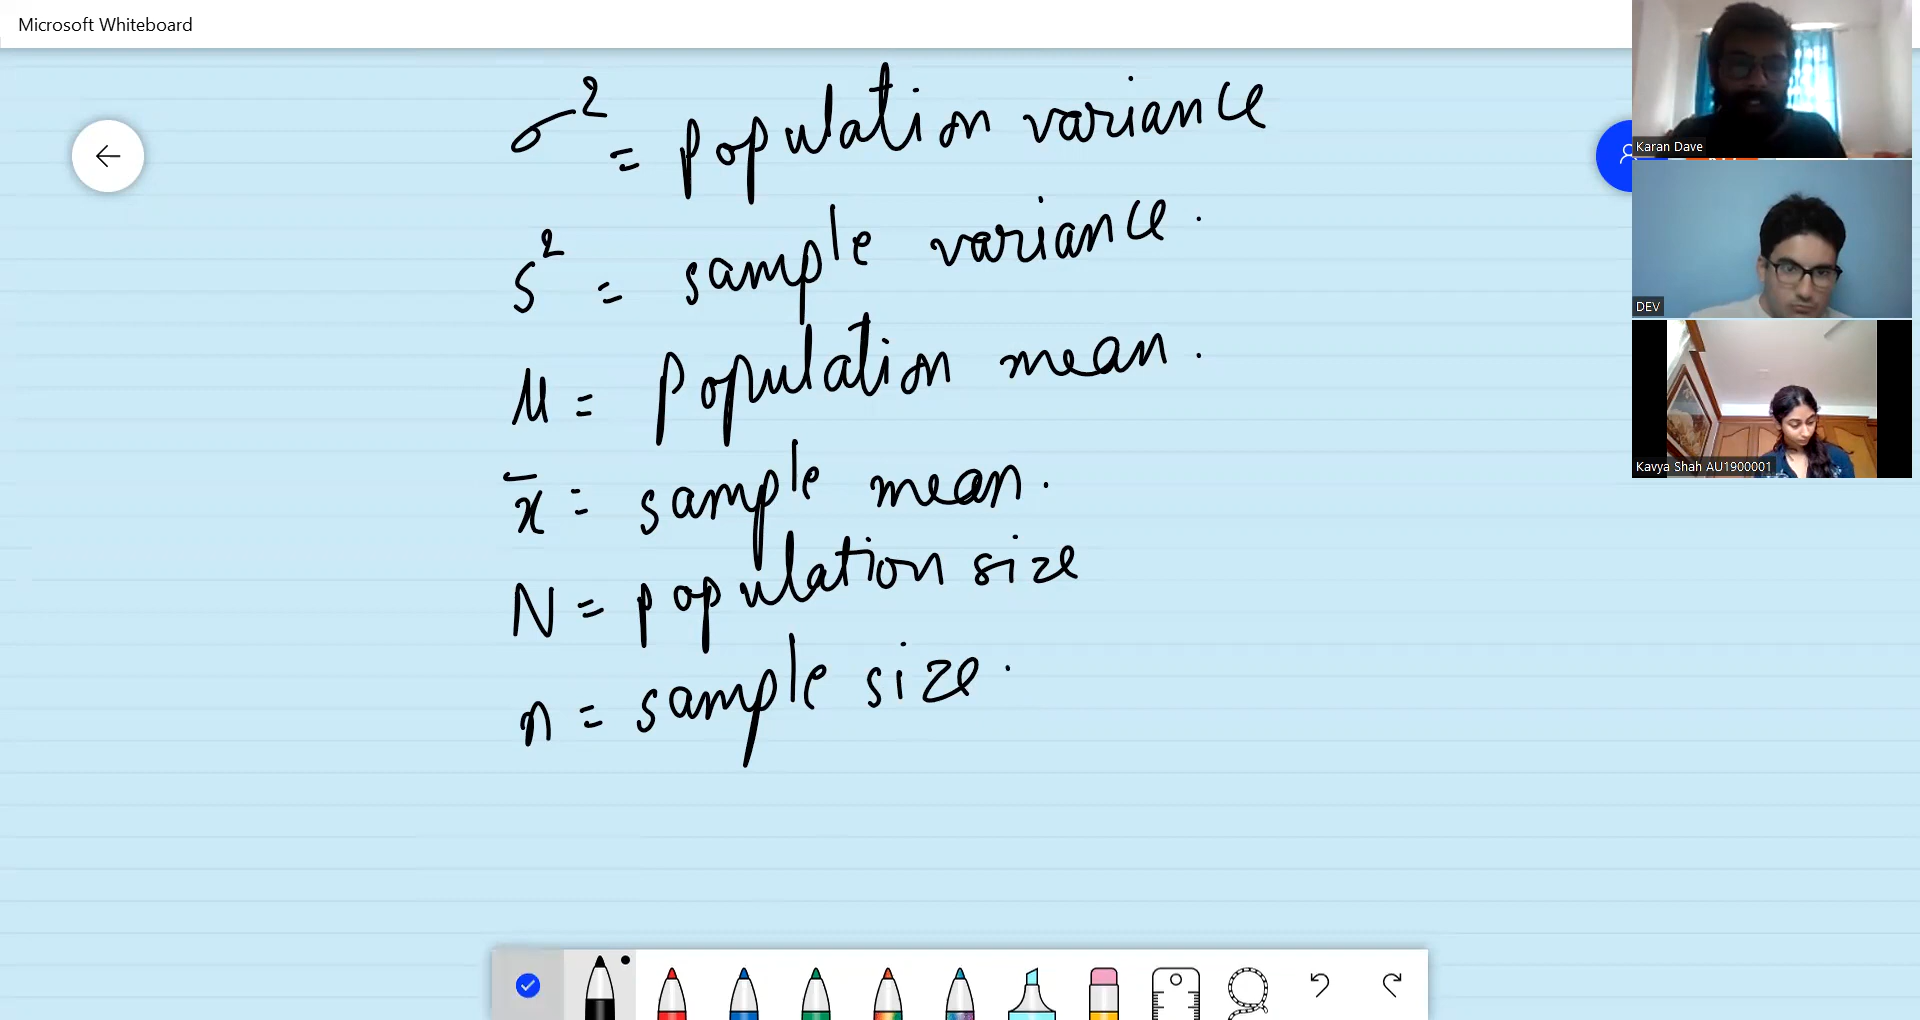 Microsoft Whiteboard
σ² = population variance
s² = sample variance.
μ = Population mean.
x̄ = sample mean.
N = population size
n = sample size.
Karan Dave
DEV
Kavya Shah AU1900001